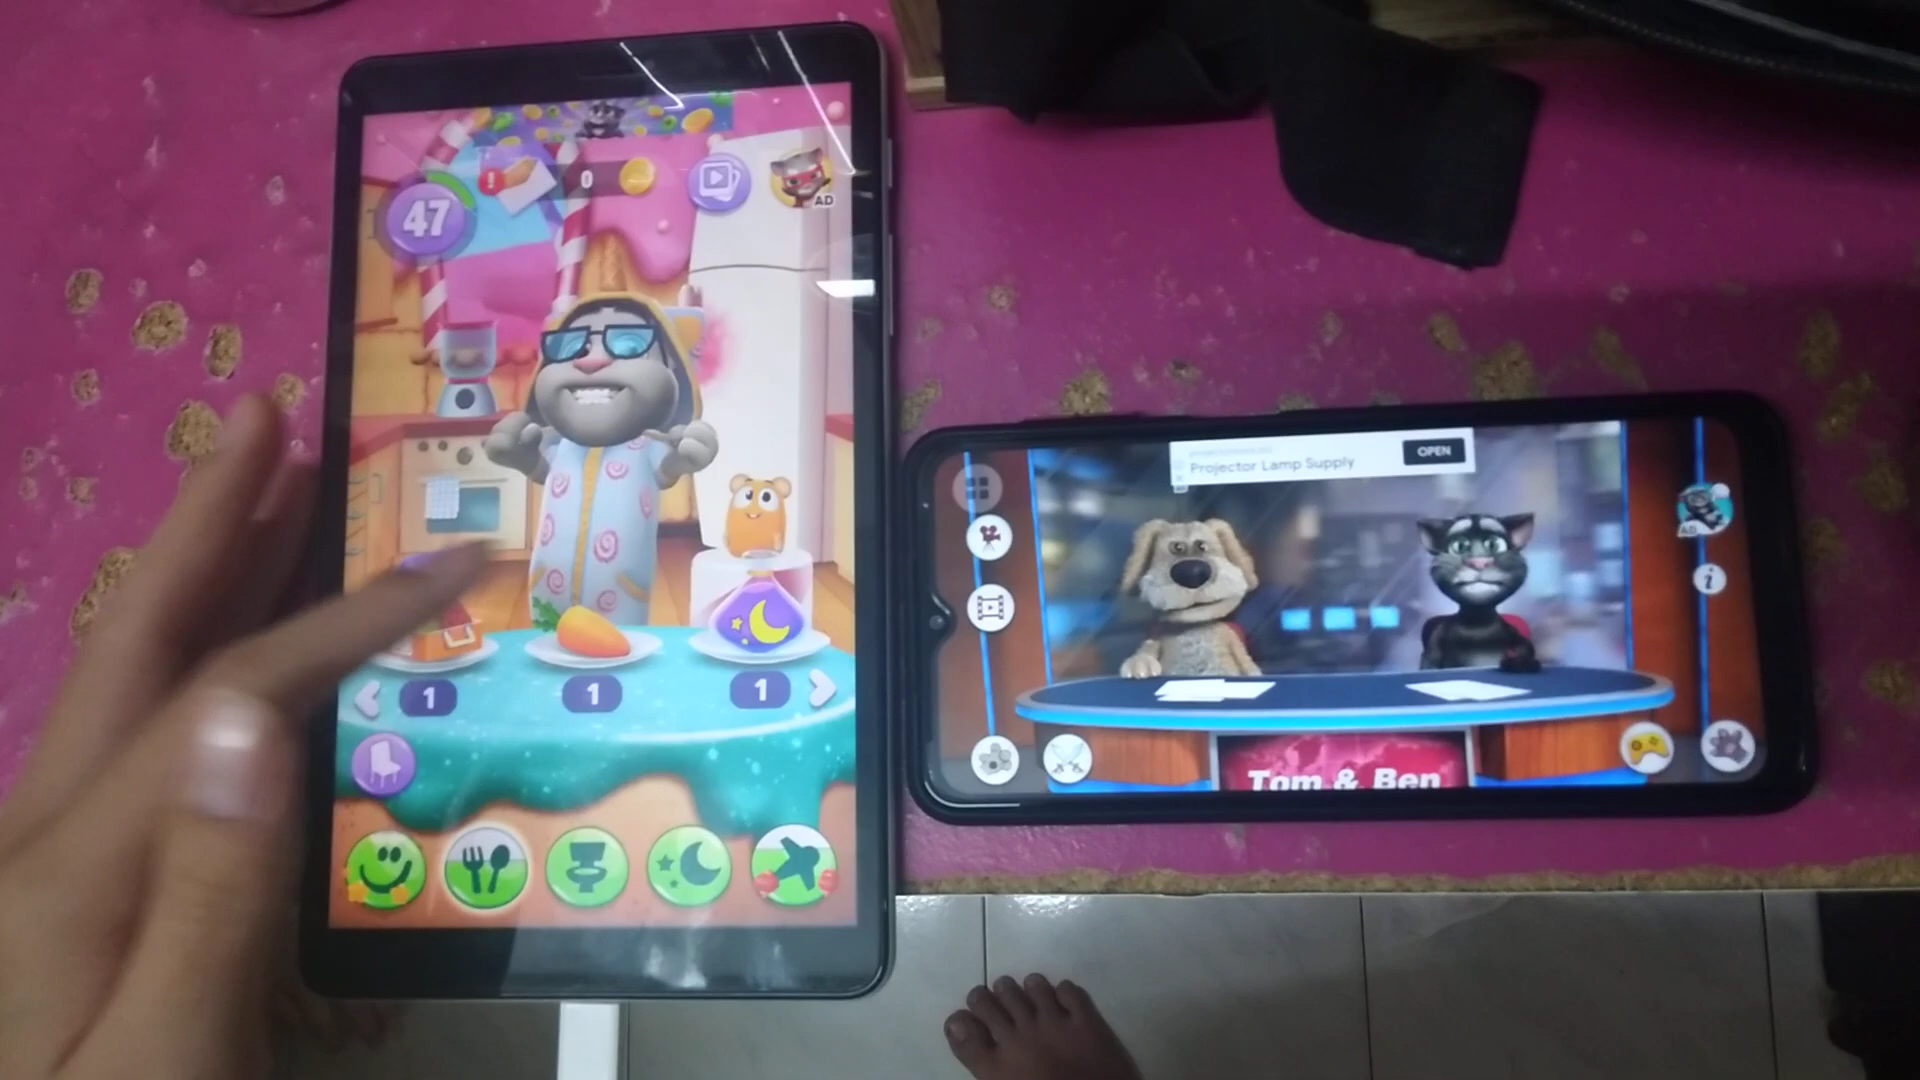 47
0
AD
1
1
1
Projector Lamp Supply
OPEN
AD
i
Tom & Ben